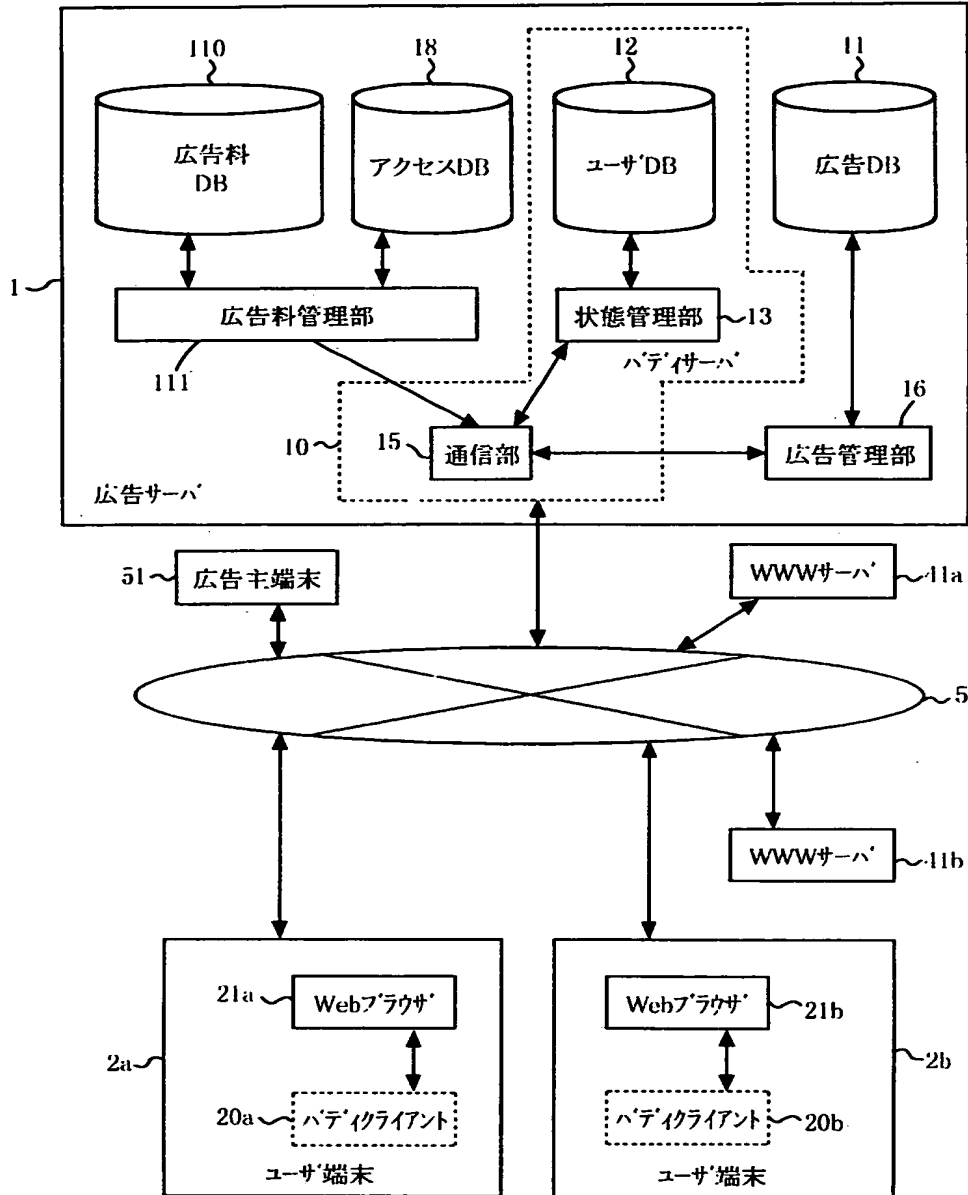 110
18
12
11
広告料
DB
アクセスDB
ユーザDB
広告DB
1
広告料管理部
状態管理部
13
111
バディサーバ
10
15
通信部
16
広告管理部
広告サーバ
51
広告主端末
WWWサーバ
41a
5
WWWサーバ
41b
21a
Webブラウザ
Webブラウザ
21b
2a
2b
20a
バディクライアント
バディクライアント
20b
ユーザ端末
ユーザ端末